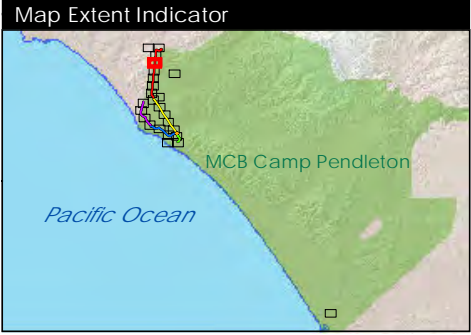 Map Extent Indicator
MCB Camp Pendleton
Pacific Ocean